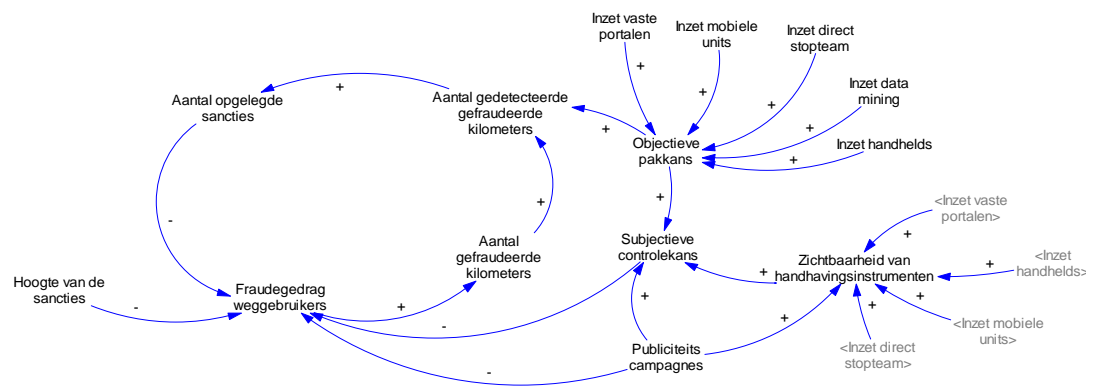 Inzet vaste
portalen
Inzet mobiele
units
Inzet direct
stopteam
+
+
+
Inzet data
mining
+
Aantal opgelegde
sancties
Aantal gedetecteerde
gefraudeerde
kilometers
+
+
Objectieve
pakkans
Inzet handhelds
+
+
+
<Inzet vaste
portalen>
-
Aantal
gefraudeerde
kilometers
Subjectieve
controlekans
+
Zichtbaarheid van
handhavingsinstrumenten
+
+
<Inzet
handhelds>
Hoogte van de
sancties
-
Fraudegedrag
weggebruikers
+
-
+
+
+
+
<Inzet mobiele
units>
Publiciteits
campagnes
<Inzet direct
stopteam>
-